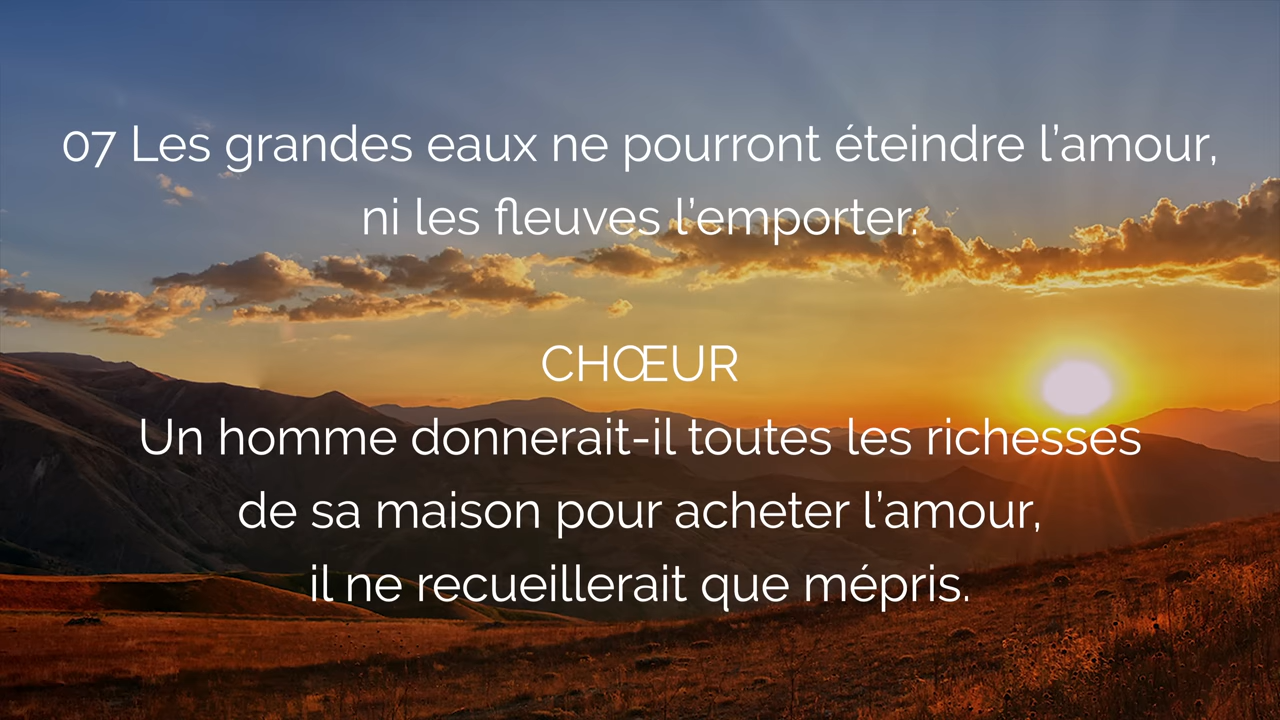 07 Les grandes eaux ne pourront éteindre l’amour,
ni les fleuves l’emporter.
CHŒUR
Un homme donnerait-il toutes les richesses
de sa maison pour acheter l’amour,
il ne recueillerait que mépris.